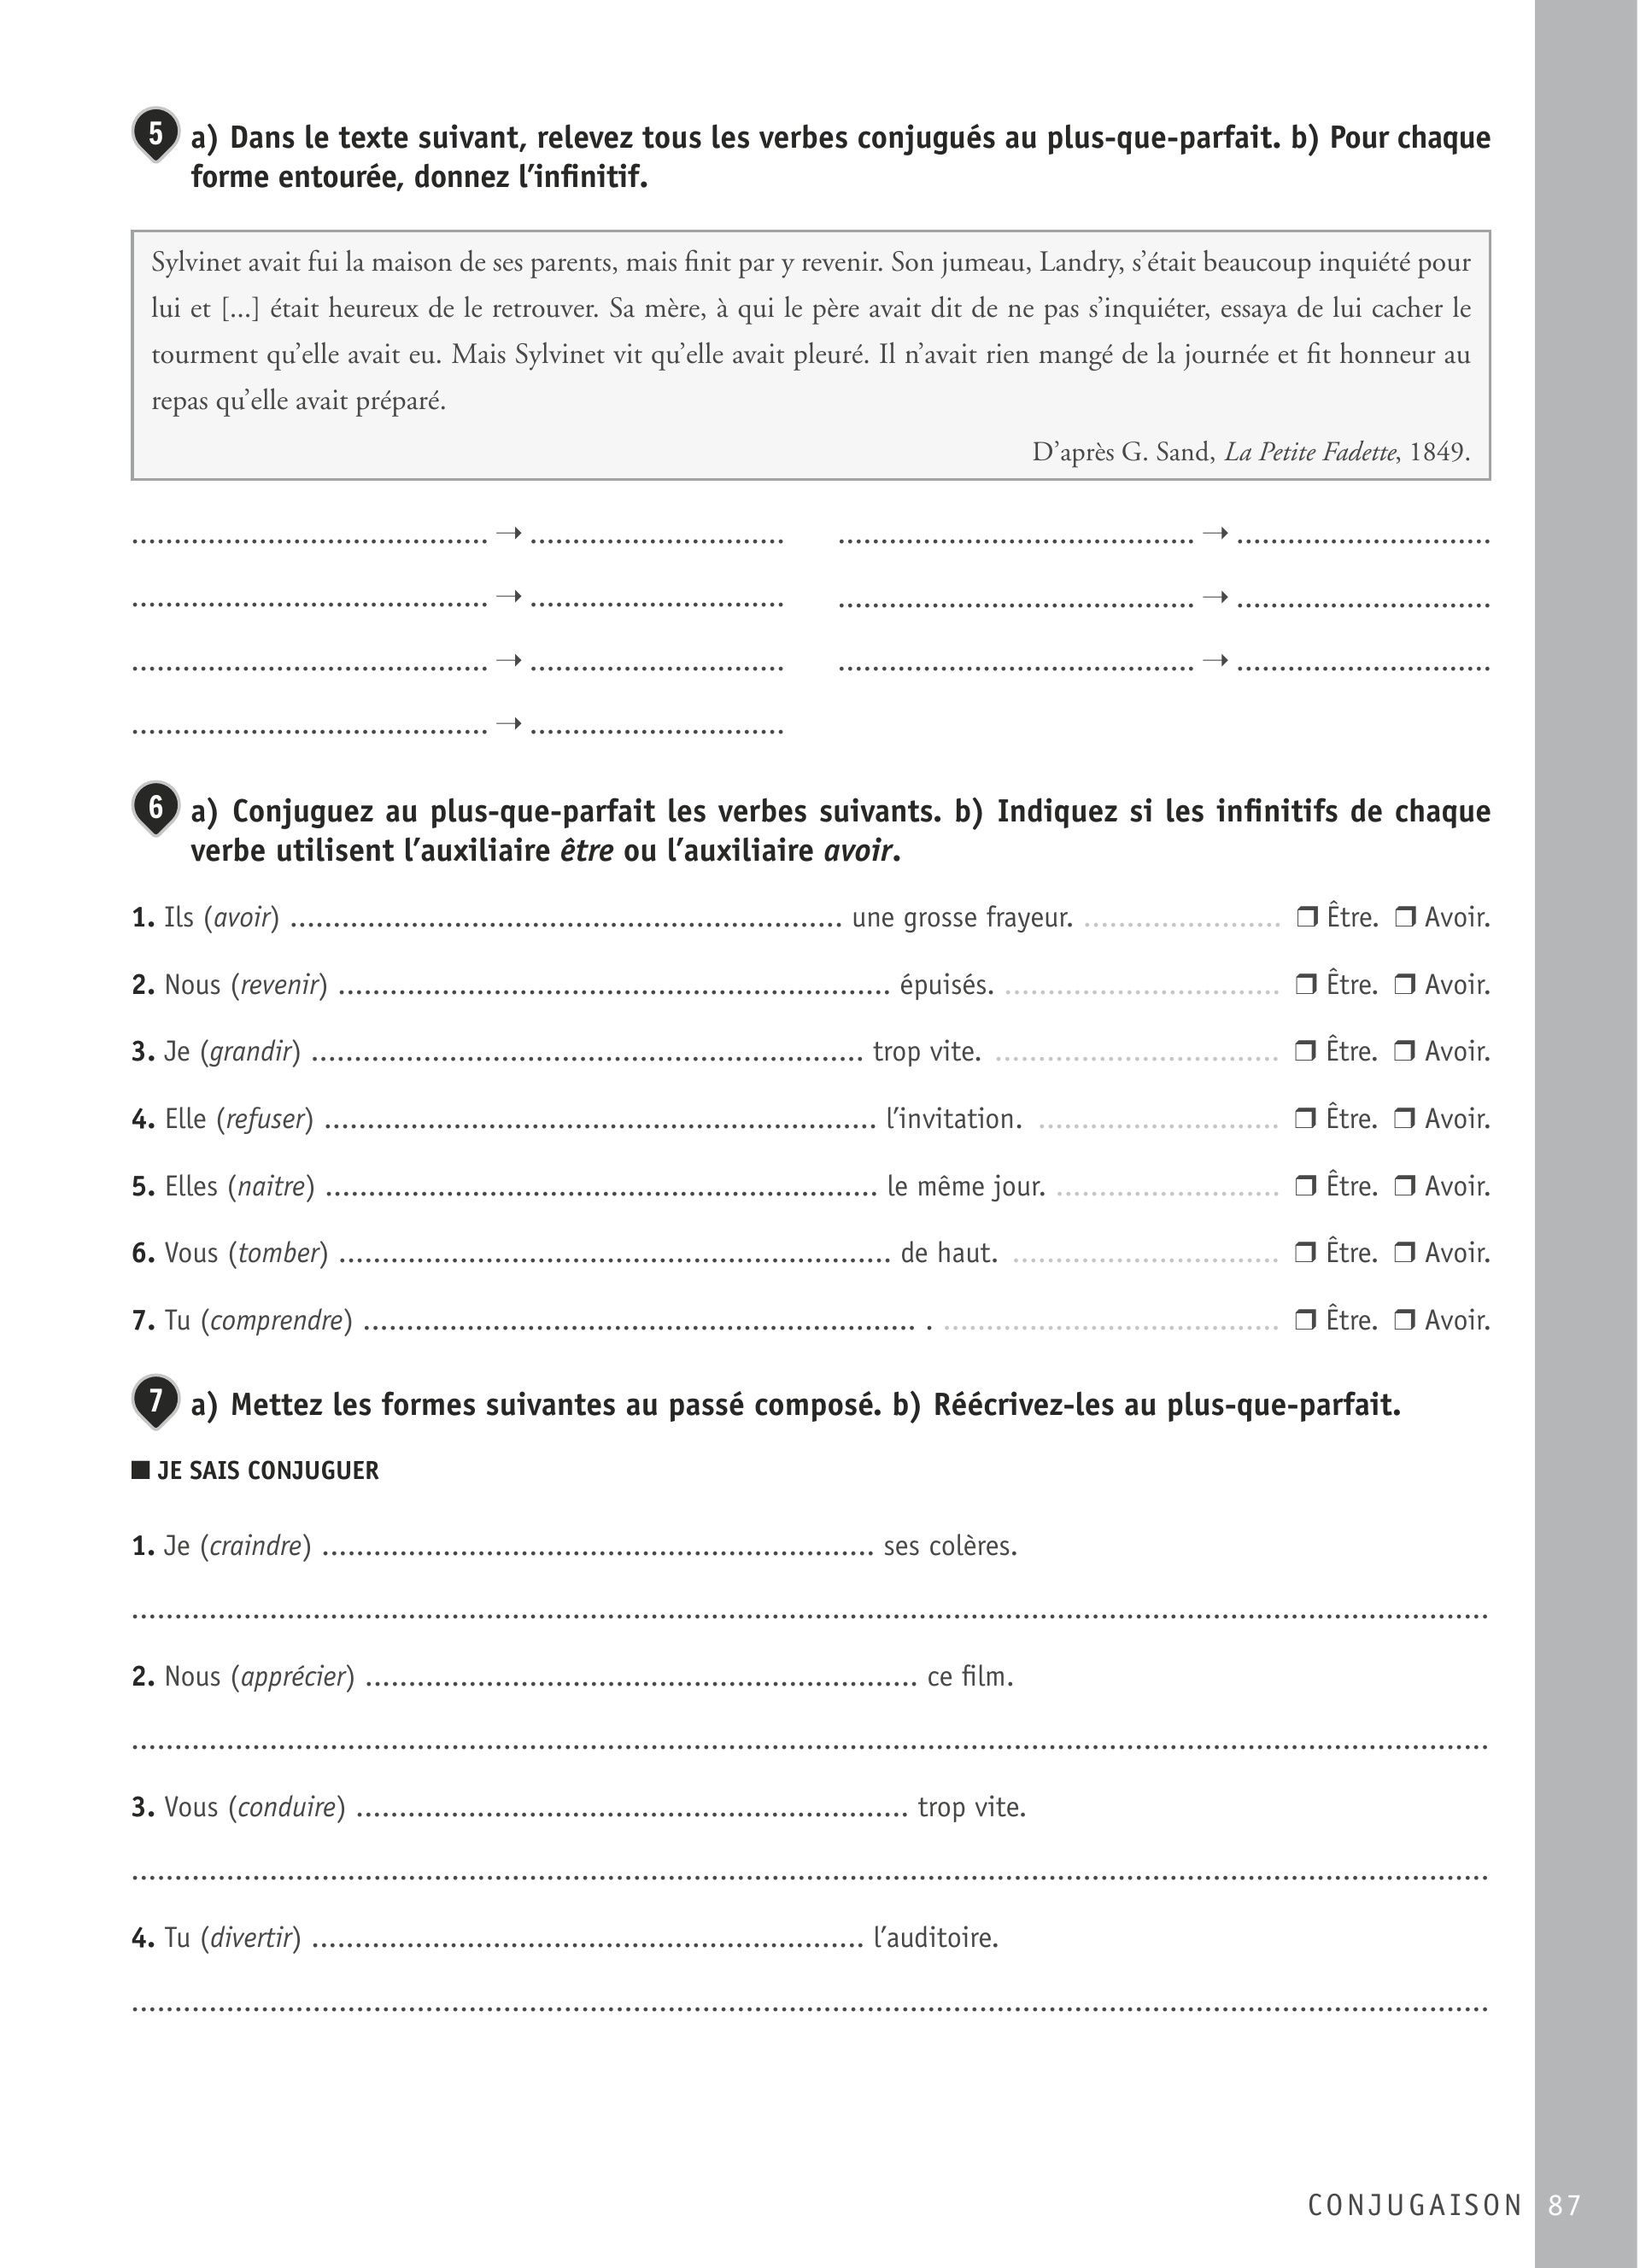 5 a) Dans le texte suivant, relevez tous les verbes conjugués au plus-que-parfait. b) Pour chaque
forme entourée, donnez l’infinitif.
Sylvinet avait fui la maison de ses parents, mais finit par y revenir. Son jumeau, Landry, s’était beaucoup inquiété pour
lui et [...] était heureux de le retrouver. Sa mère, à qui le père avait dit de ne pas s’inquiéter, essaya de lui cacher le
tourment qu’elle avait eu. Mais Sylvinet vit qu’elle avait pleuré. Il n’avait rien mangé de la journée et fit honneur au
repas qu’elle avait préparé.
D’après G. Sand, La Petite Fadette, 1849.
.......................................... → .............................. .......................................... → ..............................
.......................................... → .............................. .......................................... → ..............................
.......................................... → .............................. .......................................... → ..............................
.......................................... → ..............................
6 a) Conjuguez au plus-que-parfait les verbes suivants. b) Indiquez si les infinitifs de chaque
verbe utilisent l’auxiliaire être ou l’auxiliaire avoir.
1. Ils (avoir) ................................................................ une grosse frayeur. ....................... ❒ Être. ❒ Avoir.
2. Nous (revenir) ................................................................ épuisés. ................................ ❒ Être. ❒ Avoir.
3. Je (grandir) ................................................................ trop vite. ................................. ❒ Être. ❒ Avoir.
4. Elle (refuser) ................................................................ l’invitation. ............................ ❒ Être. ❒ Avoir.
5. Elles (naitre) ................................................................ le même jour. .......................... ❒ Être. ❒ Avoir.
6. Vous (tomber) ................................................................ de haut. ............................... ❒ Être. ❒ Avoir.
7. Tu (comprendre) ................................................................ . ....................................... ❒ Être. ❒ Avoir.
7 a) Mettez les formes suivantes au passé composé. b) Réécrivez-les au plus-que-parfait.
■ JE SAIS CONJUGUER
1. Je (craindre) ................................................................ ses colères.
................................................................................................................................................................
2. Nous (apprécier) ................................................................ ce film.
................................................................................................................................................................
3. Vous (conduire) ................................................................ trop vite.
................................................................................................................................................................
4. Tu (divertir) ................................................................ l’auditoire.
................................................................................................................................................................
CONJUGAISON 87